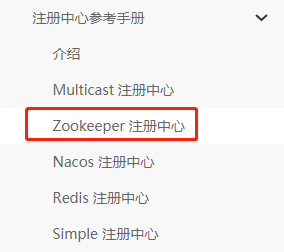 注册中心参考手册
介绍
Multicast 注册中心
Zookeeper 注册中心
Nacos 注册中心
Redis 注册中心
Simple 注册中心